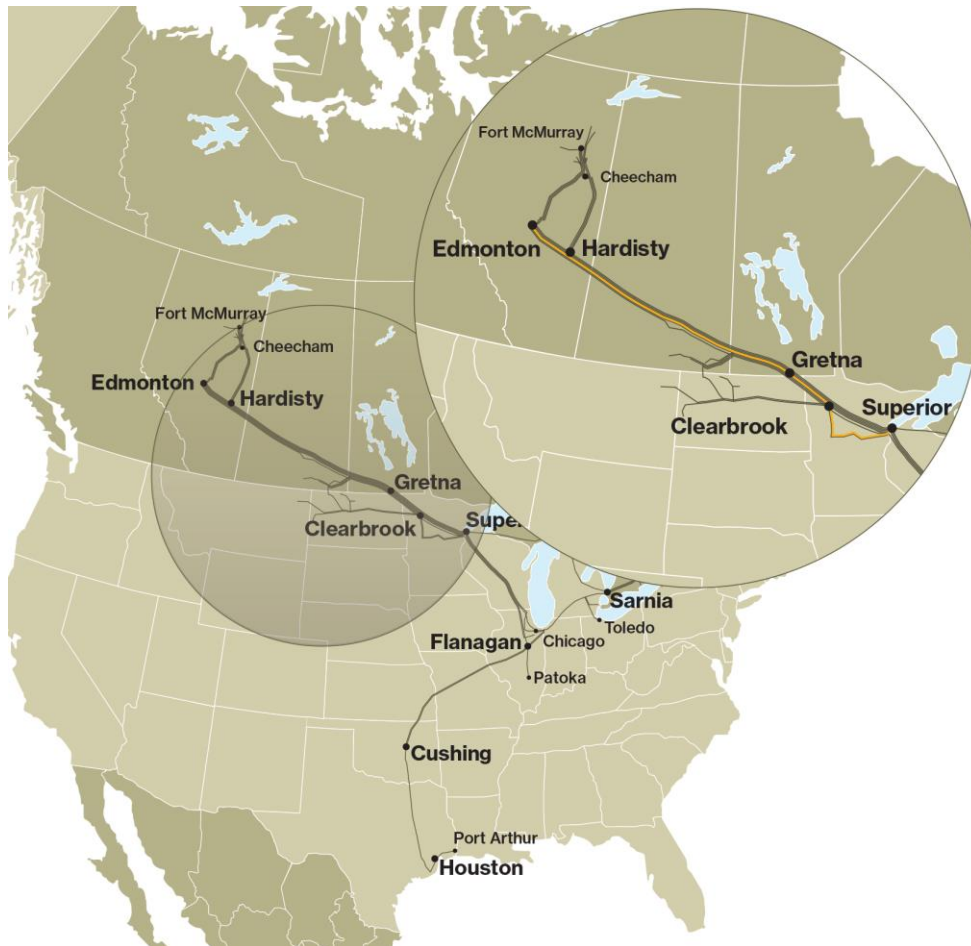 Fort McMurray
Cheecham
Edmonton
Hardisty
Gretna
Clearbrook
Superior
Fort McMurray
Cheecham
Edmonton
Hardisty
Gretna
Clearbrook
Supe
Sarnia
Toledo
Chicago
Flanagan
Patoka
Cushing
Port Arthur
Houston